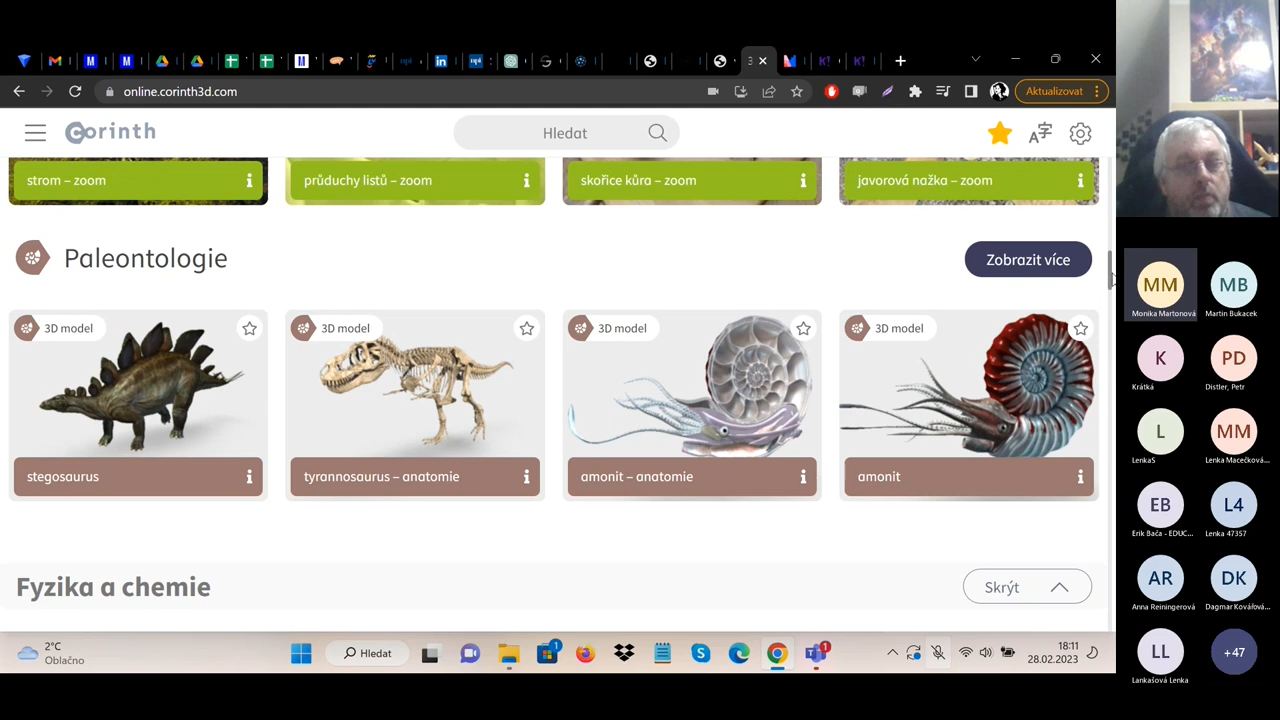 3
online.corinth3d.com
Aktualizovat
corinth
Hledat
strom – zoom
průduchy listů – zoom
skořice kůra – zoom
javorová nažka – zoom
Paleontologie
Zobrazit více
3D model
3D model
3D model
3D model
stegosaurus
tyrannosaurus – anatomie
amonit – anatomie
amonit
Fyzika a chemie
Skrýt
2°C
Oblačno
Hledat
18:11
28.02.2023
MM
Monika Martonová
MB
Martin Bukacek
K
Krátká
PD
Distler, Petr
L
LenkaS
MM
Lenka Macečková...
EB
Erik Bača - EDUC...
L4
Lenka 47357
AR
Anna Reiningerová
DK
Dagmar Kovářová...
LL
Lankašová Lenka
+47